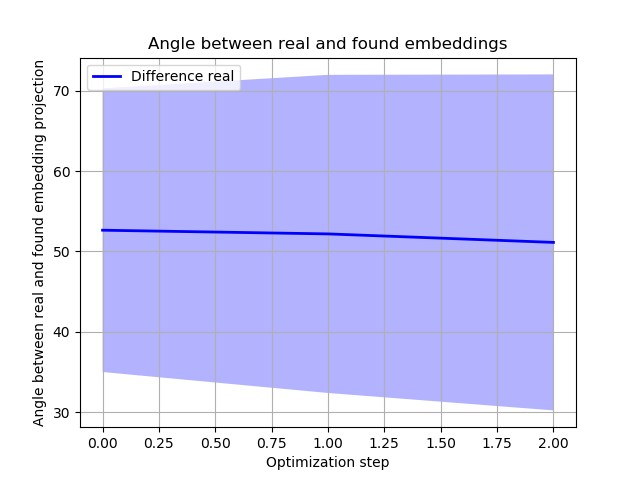 Angle between real and found embeddings
Difference real
Angle between real and found embedding projection
70
60
50
40
30
0.00 0.25 0.50 0.75 1.00 1.25 1.50 1.75 2.00
Optimization step